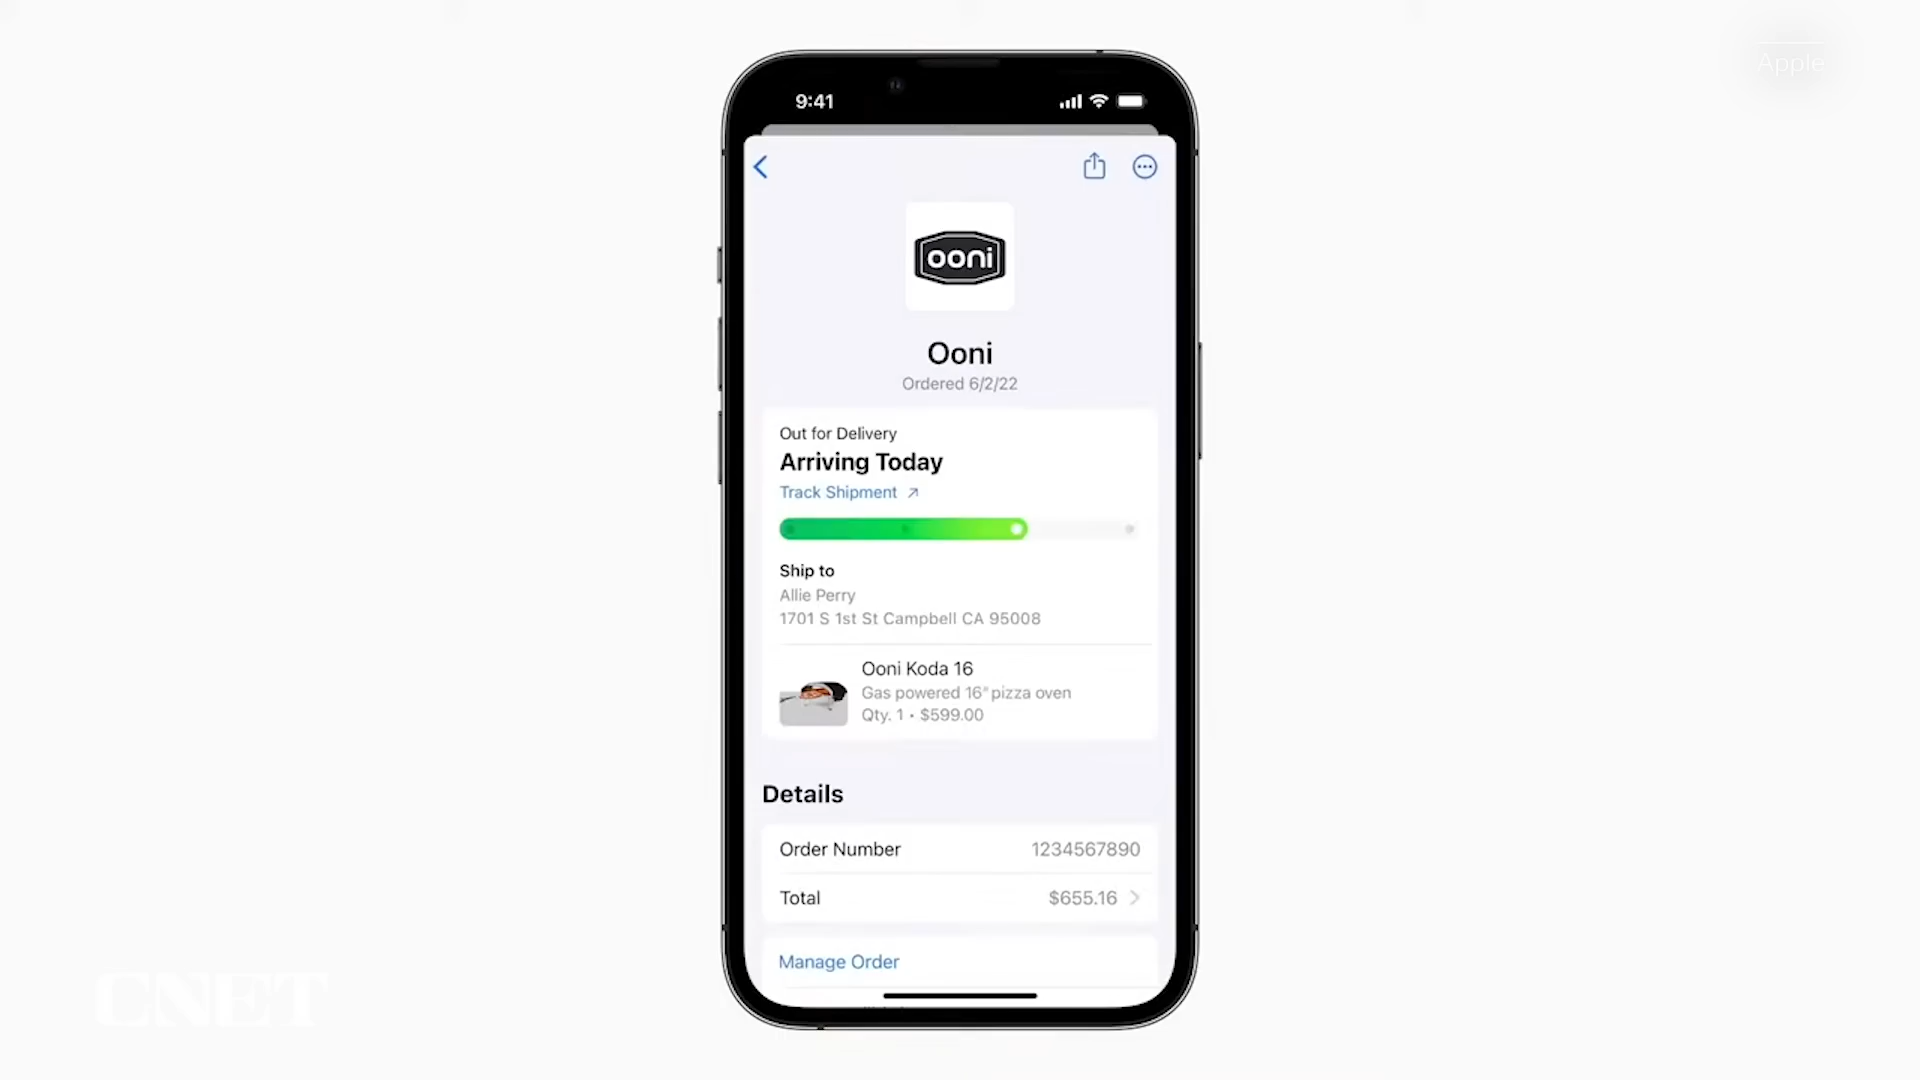 Apple
9:41
ooni
Ooni
Ordered 6/2/22
Out for Delivery
Arriving Today
Track Shipment ↗
Ship to
Allie Perry
1701 S 1st St Campbell CA 95008
Ooni Koda 16
Gas powered 16" pizza oven
Qty. 1 • $599.00
Details
Order Number 1234567890
Total $655.16
Manage Order
CNET